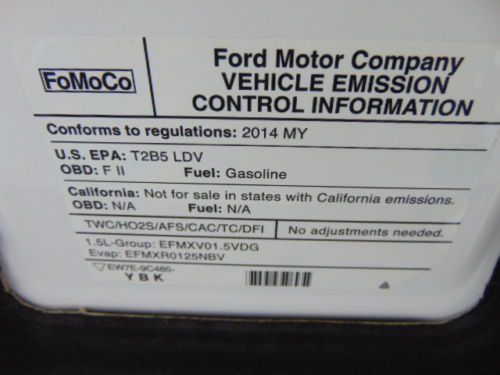 FoMoCo
Ford Motor Company
VEHICLE EMISSION
CONTROL INFORMATION
Conforms to regulations: 2014 MY
U.S. EPA: T2B5 LDV
OBD: F II Fuel: Gasoline
California: Not for sale in states with California emissions.
OBD: N/A Fuel: N/A
TWC/HO2S/AFS/CAC/TC/DFI No adjustments needed.
1.5L-Group: EFMXV01.5VDG
Evap: EFMXR0125NBV
EW7E-9C485-
YBK